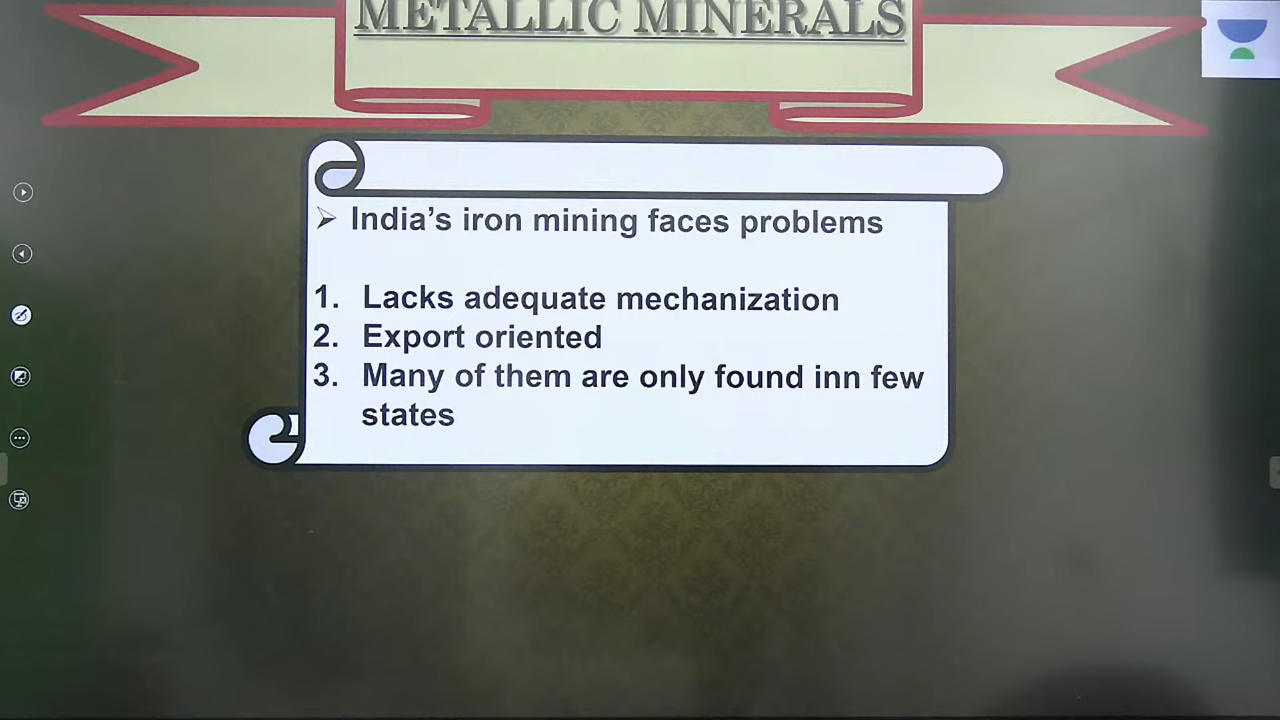 METALLIC MINERALS
➢ India's iron mining faces problems
1. Lacks adequate mechanization
2. Export oriented
3. Many of them are only found inn few
states